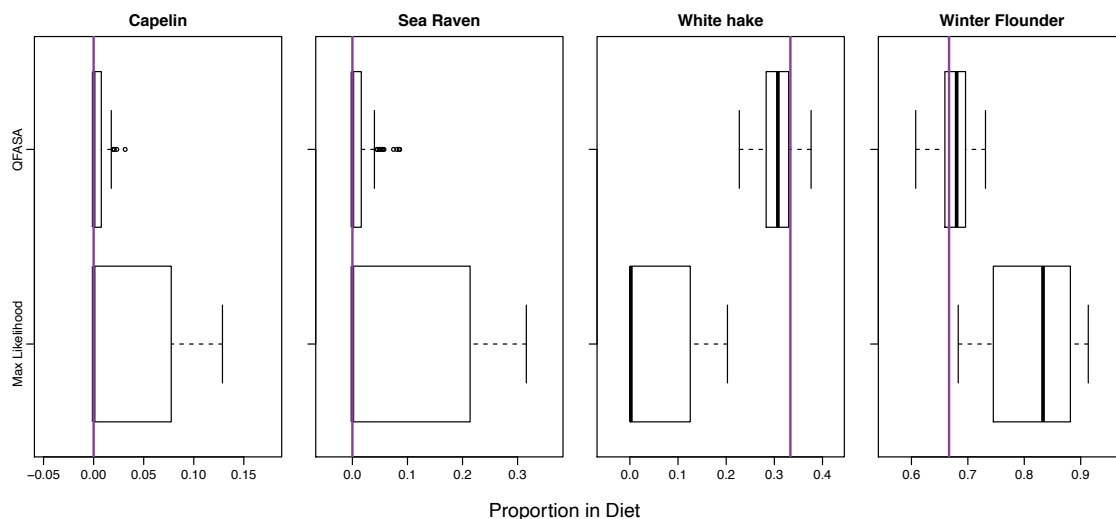 Capelin
Sea Raven
White hake
Winter Flounder
QFASA
Max Likelihood
−0.05 0.00 0.05 0.10 0.15
0.0 0.1 0.2 0.3
0.0 0.1 0.2 0.3 0.4
0.6 0.7 0.8 0.9
Proportion in Diet